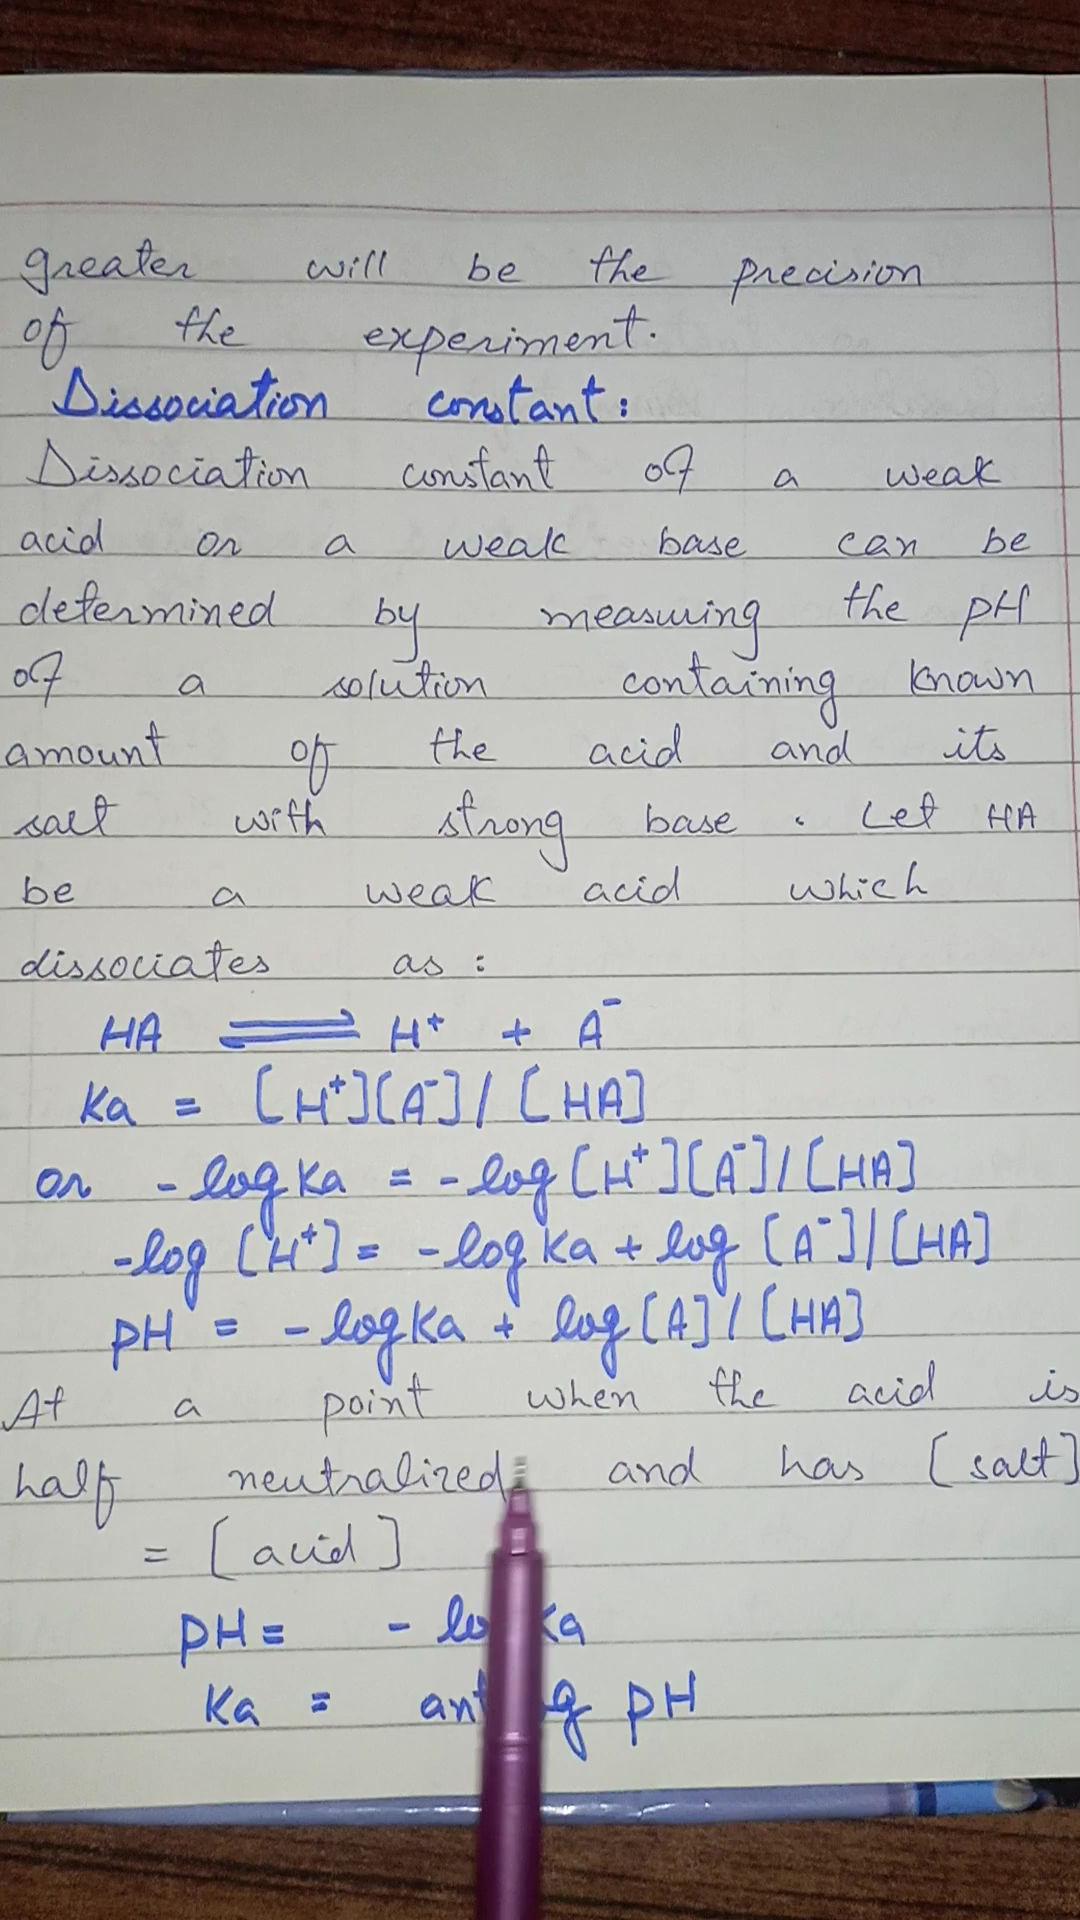 greater will be the precision
of the experiment.
Dissociation constant:
Dissociation constant of a weak
acid or a weak base can be
determined by measuring the pH
of a solution containing known
amount of the acid and its
salt with strong base. Let HA
be a weak acid which
dissociates as:
HA ⇌ H⁺ + A⁻
Ka = [H⁺][A⁻]/[HA]
or -log Ka = -log[H⁺][A⁻]/[HA]
-log [H⁺] = -log Ka + log [A⁻]/[HA]
pH = -log Ka + log[A]/[HA]
At a point when the acid is
half neutralized and has [salt]
= [acid]
pH = - Ka
Ka = pH